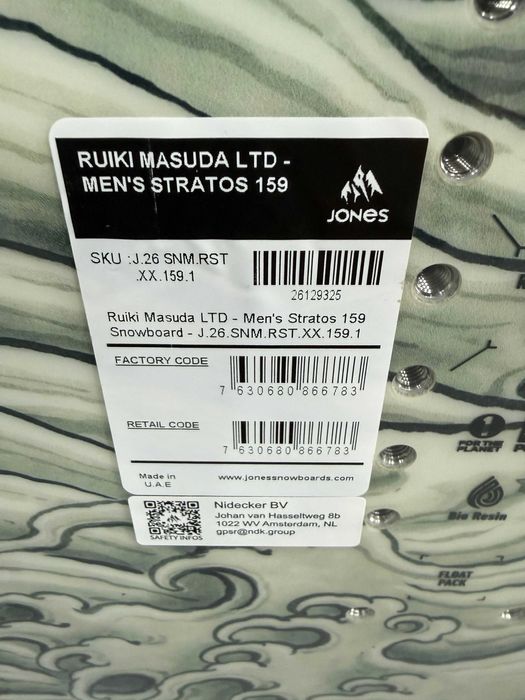 RUIKI MASUDA LTD -
MEN'S STRATOS 159
JONES
SKU :J.26 SNM.RST
.XX.159.1
26129325
Ruiki Masuda LTD - Men's Stratos 159
Snowboard - J.26.SNM.RST.XX.159.1
FACTORY CODE
7 630680 866783
RETAIL CODE
7 630680 866783
Made in
U.A.E
www.jonessnowboards.com
SAFETY INFOS
Nidecker BV
Johan van Hasseltweg 8b
1022 WV Amsterdam, NL
gpsr@ndk.group
1
FOR THE
PLANET
Bio Resin
FLOAT
PACK